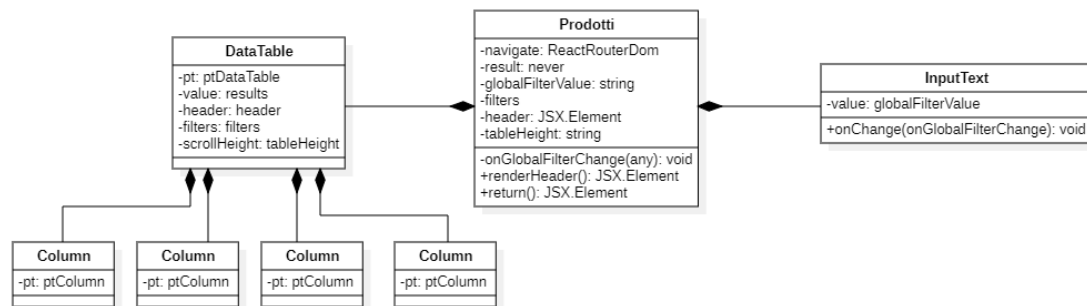 DataTable
-pt: ptDataTable
-value: results
-header: header
-filters: filters
-scrollHeight: tableHeight
Prodotti
-navigate: ReactRouterDom
-result: never
-globalFilterValue: string
-filters
-header: JSX.Element
-tableHeight: string
-onGlobalFilterChange(any): void
+renderHeader(): JSX.Element
+return(): JSX.Element
InputText
-value: globalFilterValue
+onChange(onGlobalFilterChange): void
Column
-pt: ptColumn
Column
-pt: ptColumn
Column
-pt: ptColumn
Column
-pt: ptColumn